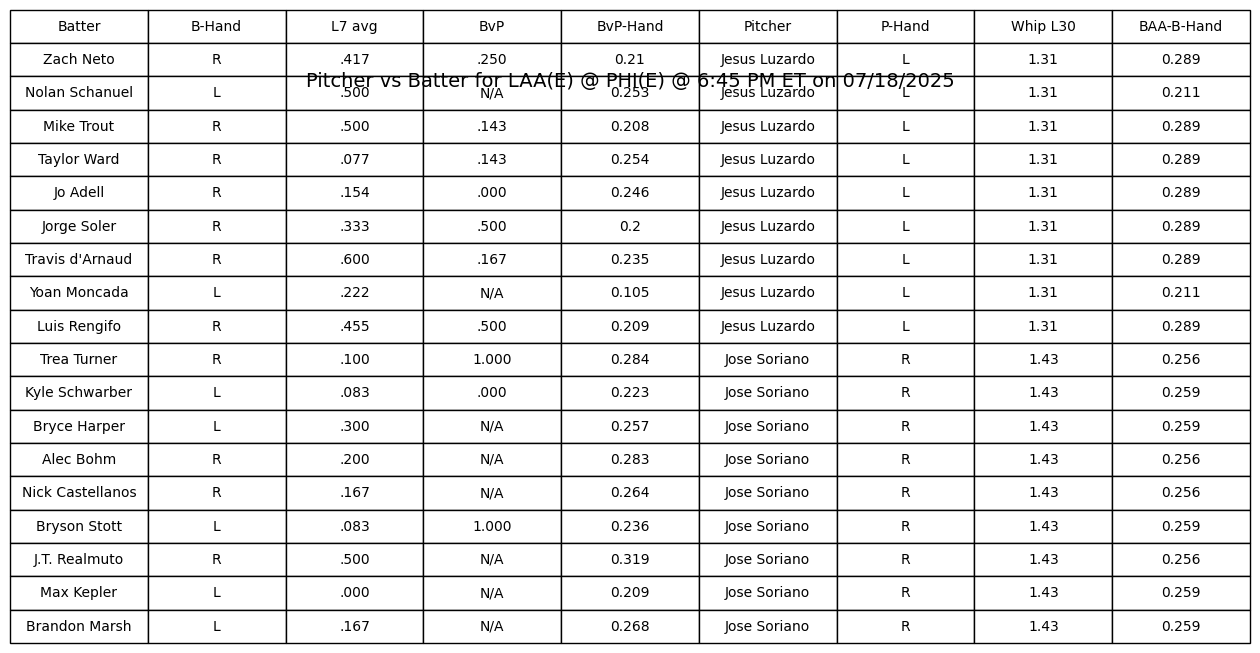 Batter B-Hand L7 avg BvP BvP-Hand Pitcher P-Hand Whip L30 BAA-B-Hand
Zach Neto R .417 .250 0.21 Jesus Luzardo L 1.31 0.289
Pitcher vs Batter for LAA(E) @ PHI(E) @ 6:45 PM ET on 07/18/2025
Nolan Schanuel L .500 N/A 0.253 Jesus Luzardo L 1.31 0.211
Mike Trout R .500 .143 0.208 Jesus Luzardo L 1.31 0.289
Taylor Ward R .077 .143 0.254 Jesus Luzardo L 1.31 0.289
Jo Adell R .154 .000 0.246 Jesus Luzardo L 1.31 0.289
Jorge Soler R .333 .500 0.2 Jesus Luzardo L 1.31 0.289
Travis d'Arnaud R .600 .167 0.235 Jesus Luzardo L 1.31 0.289
Yoan Moncada L .222 N/A 0.105 Jesus Luzardo L 1.31 0.211
Luis Rengifo R .455 .500 0.209 Jesus Luzardo L 1.31 0.289
Trea Turner R .100 1.000 0.284 Jose Soriano R 1.43 0.256
Kyle Schwarber L .083 .000 0.223 Jose Soriano R 1.43 0.259
Bryce Harper L .300 N/A 0.257 Jose Soriano R 1.43 0.259
Alec Bohm R .200 N/A 0.283 Jose Soriano R 1.43 0.256
Nick Castellanos R .167 N/A 0.264 Jose Soriano R 1.43 0.256
Bryson Stott L .083 1.000 0.236 Jose Soriano R 1.43 0.259
J.T. Realmuto R .500 N/A 0.319 Jose Soriano R 1.43 0.256
Max Kepler L .000 N/A 0.209 Jose Soriano R 1.43 0.259
Brandon Marsh L .167 N/A 0.268 Jose Soriano R 1.43 0.259